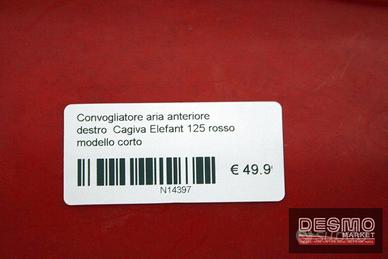 Convogliatore aria anteriore
destro Cagiva Elefant 125 rosso
modello corto
€ 49.9
N14397
DESMO
MARKET